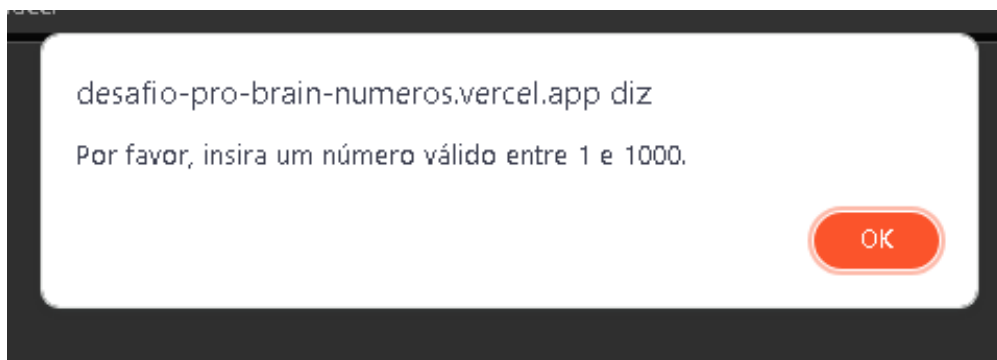 desafio-pro-brain-numeros.vercel.app diz
Por favor, insira um número válido entre 1 e 1000.
OK